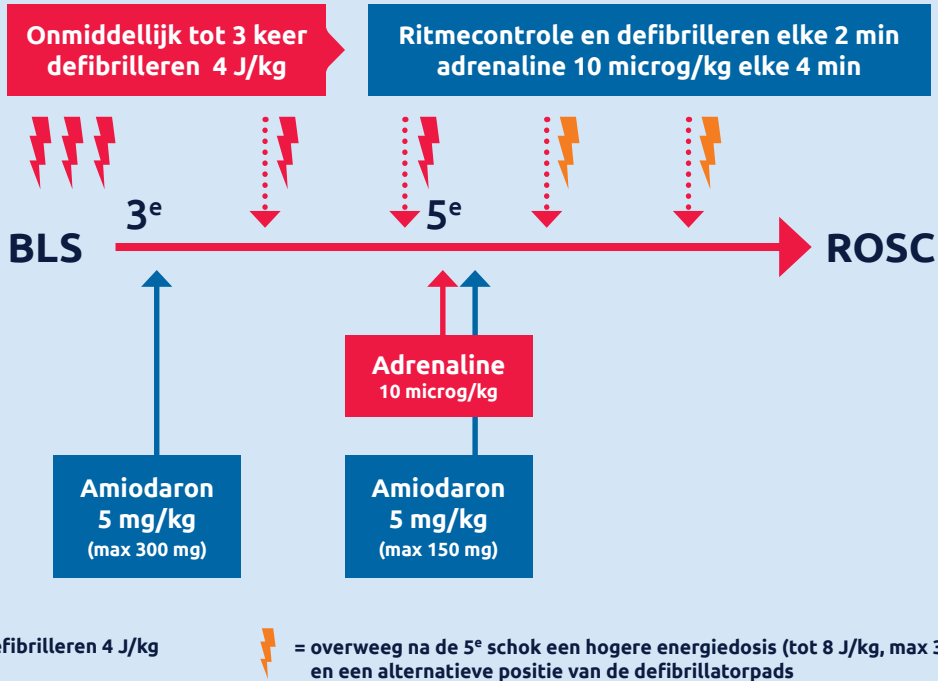 Onmiddellijk tot 3 keer
defibrilleren 4 J/kg
Ritmecontrole en defibrilleren elke 2 min
adrenaline 10 microg/kg elke 4 min
3e
5e
BLS
ROSC
Adrenaline
10 microg/kg
Amiodaron
5 mg/kg
(max 300 mg)
Amiodaron
5 mg/kg
(max 150 mg)
efibrilleren 4 J/kg
= overweeg na de 5e schok een hogere energiedosis (tot 8 J/kg, max 3
en een alternatieve positie van de defibrillatorpads